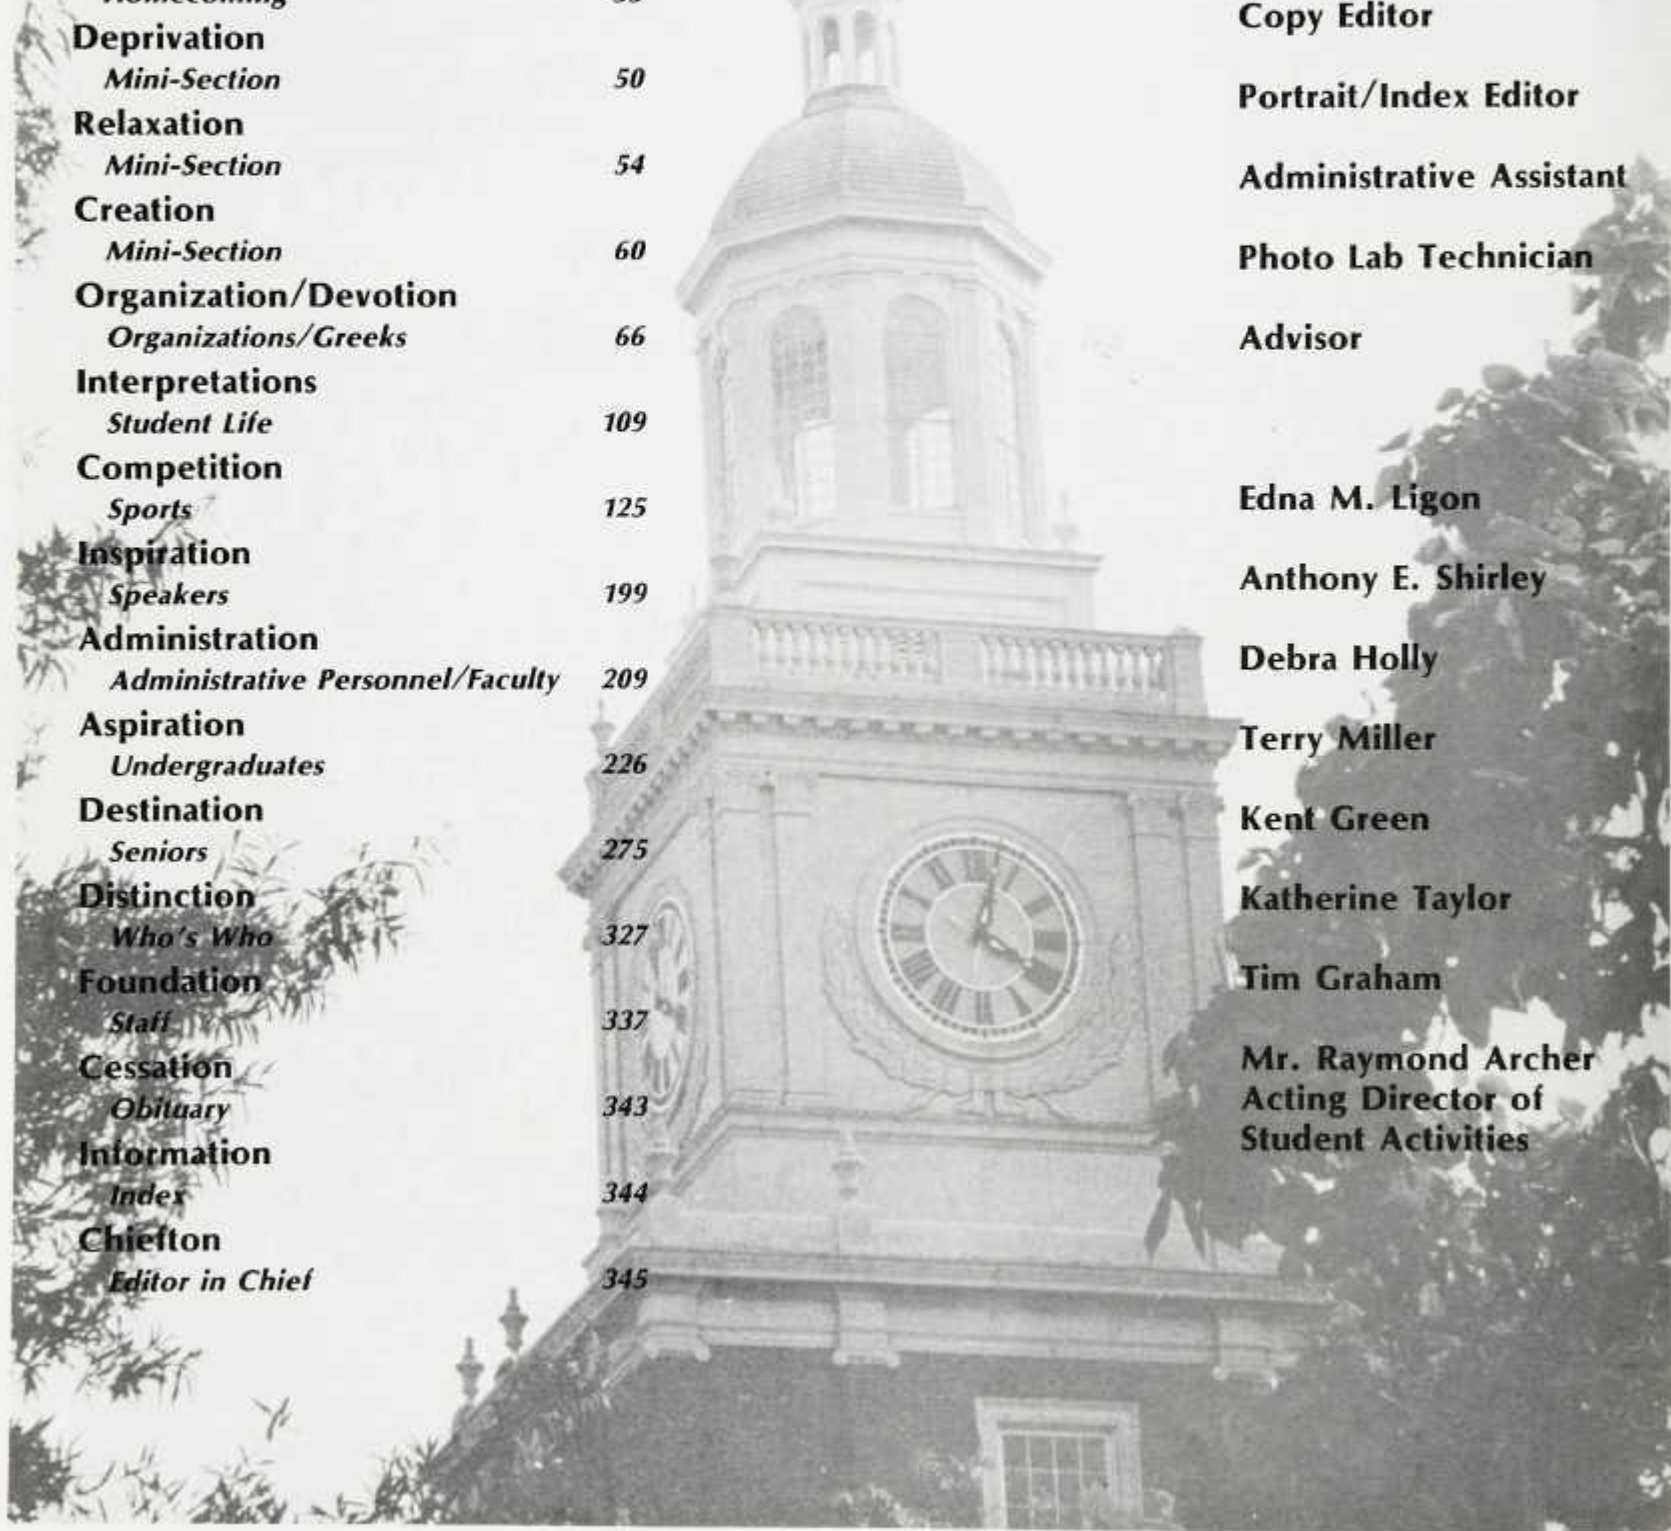 Homecoming
Deprivation
Mini-Section 50
Relaxation
Mini-Section 54
Creation
Mini-Section 60
Organization/Devotion
Organizations/Greeks 66
Interpretations
Student Life 109
Competition
Sports 125
Inspiration
Speakers 199
Administration
Administrative Personnel/Faculty 209
Aspiration
Undergraduates 226
Destination
Seniors 275
Distinction
Who's Who 327
Foundation
Staff 337
Cessation
Obituary 343
Information
Index 344
Chiefton
Editor in Chief 345
Copy Editor
Portrait/Index Editor
Administrative Assistant
Photo Lab Technician
Advisor
Edna M. Ligon
Anthony E. Shirley
Debra Holly
Terry Miller
Kent Green
Katherine Taylor
Tim Graham
Mr. Raymond Archer
Acting Director of
Student Activities